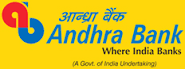 आन्ध्रा बैंक
Andhra Bank
Where India Banks
(A Govt. of India Undertaking)